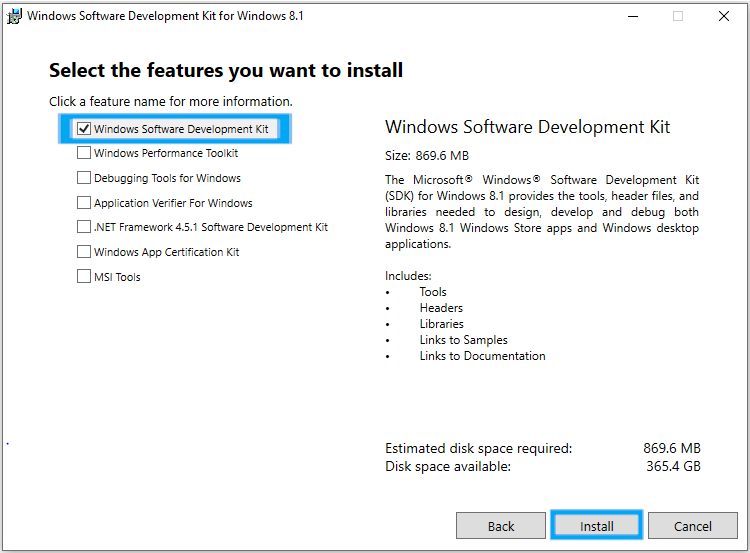 Windows Software Development Kit for Windows 8.1
Select the features you want to install
Click a feature name for more information.
Windows Software Development Kit
Windows Performance Toolkit
Debugging Tools for Windows
Application Verifier For Windows
.NET Framework 4.5.1 Software Development Kit
Windows App Certification Kit
MSI Tools
Windows Software Development Kit
Size: 869.6 MB
The Microsoft® Windows® Software Development Kit
(SDK) for Windows 8.1 provides the tools, header files, and
libraries needed to design, develop and debug both
Windows 8.1 Windows Store apps and Windows desktop
applications.
Includes:
• Tools
• Headers
• Libraries
• Links to Samples
• Links to Documentation
Estimated disk space required: 869.6 MB
Disk space available: 365.4 GB
Back Install Cancel